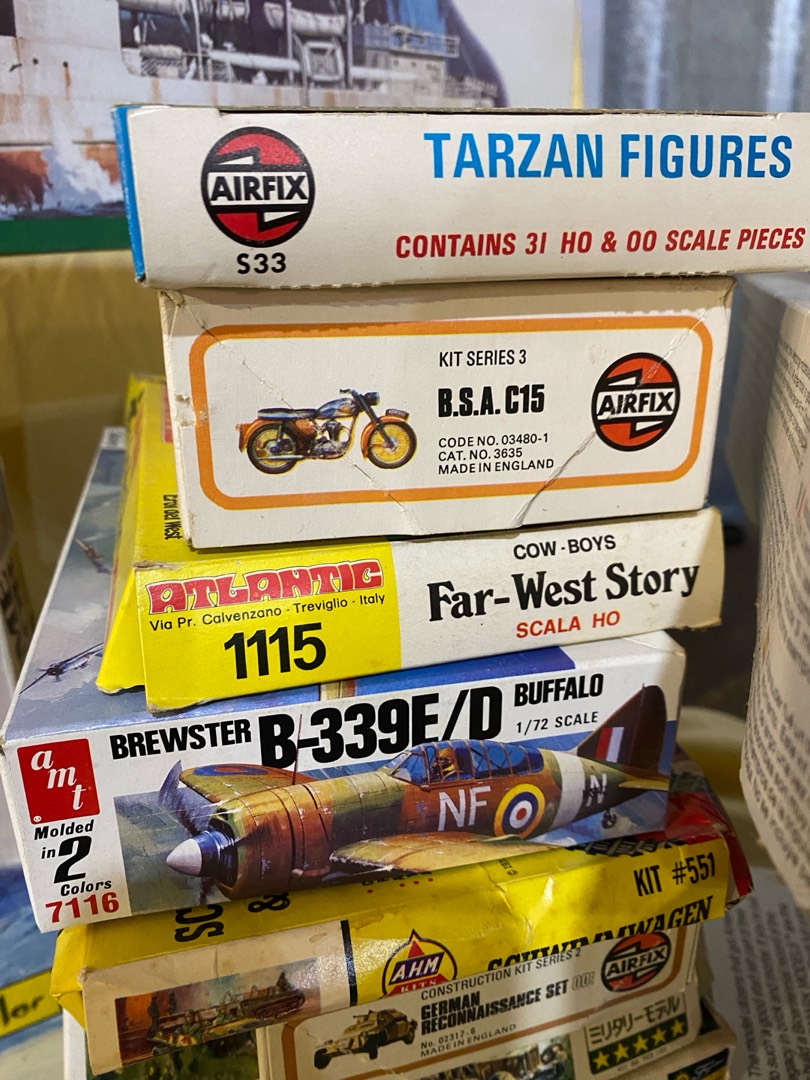 AIRFIX
S33
TARZAN FIGURES
CONTAINS 31 HO & OO SCALE PIECES
KIT SERIES 3
B.S.A. C15
CODE NO. 03480-1
CAT. NO. 3635
MADE IN ENGLAND
AIRFIX
ATLANTIC
Via Pr. Calvenzano - Treviglio - Italy
1115
COW-BOYS
Far-West Story
SCALA HO
amt
Molded
in 2
Colors
7116
BREWSTER B-339E/D BUFFALO
1/72 SCALE
NF
N
KIT #551
SCHWIMMWAGEN
AHM
KITS
CONSTRUCTION KIT SERIES 2
GERMAN
RECONNAISSANCE SET
No. 02312-6
MADE IN ENGLAND
AIRFIX
ミリタリーモデル